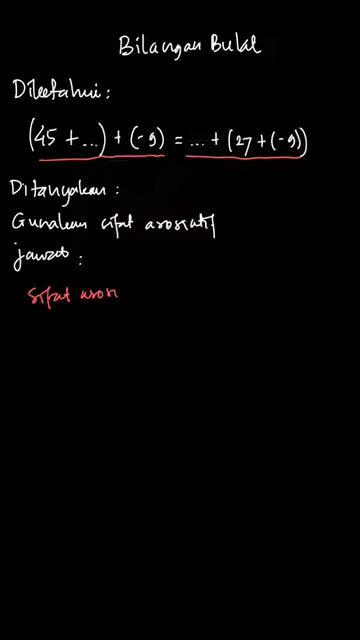 Bilangan Bulat
Diketahui:
(45 + ...) + (-9) = ... + (27 + (-9))
Ditanyakan:
Gunakan sifat asosiatif
Jawab:
Sifat asosi